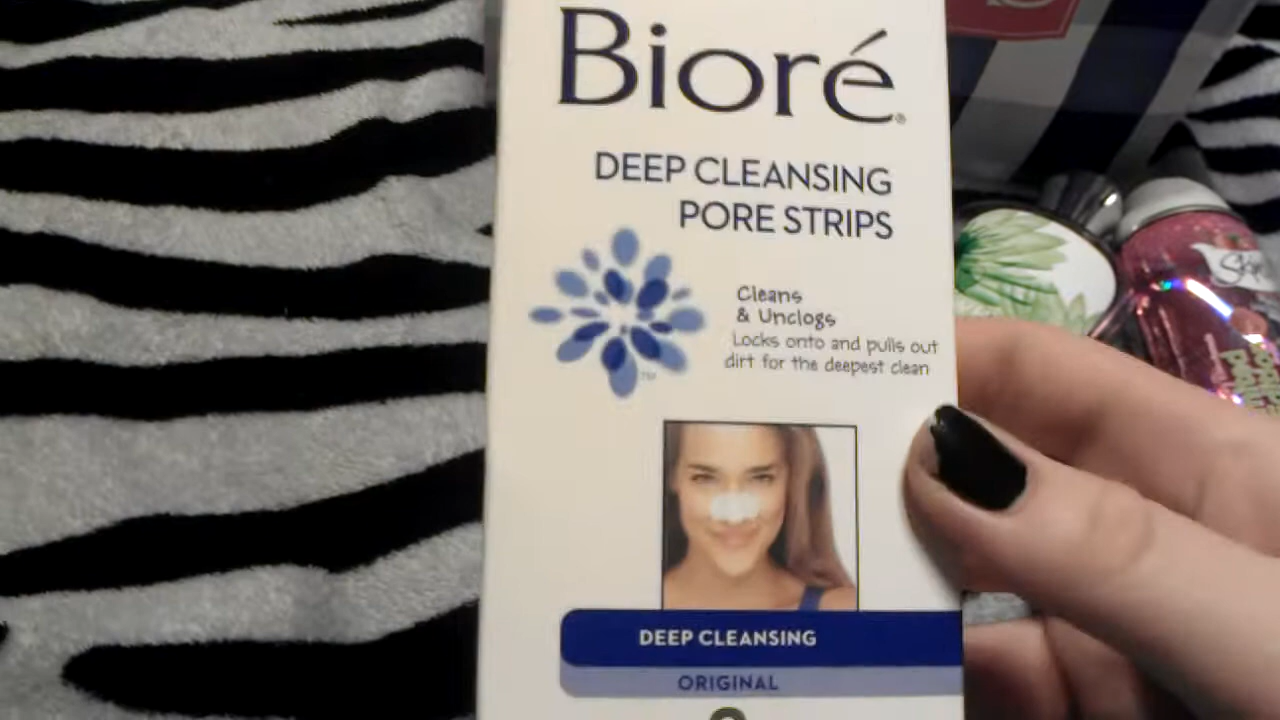 Bioré®
DEEP CLEANSING
PORE STRIPS
Cleans
& Unclogs
Locks onto and pulls out
dirt for the deepest clean
TM
DEEP CLEANSING
ORIGINAL